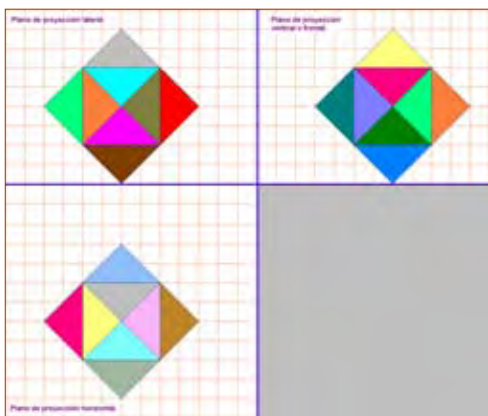 Plano de proyección lateral
Plano de proyección
vertical o frontal
Plano de proyección horizontal